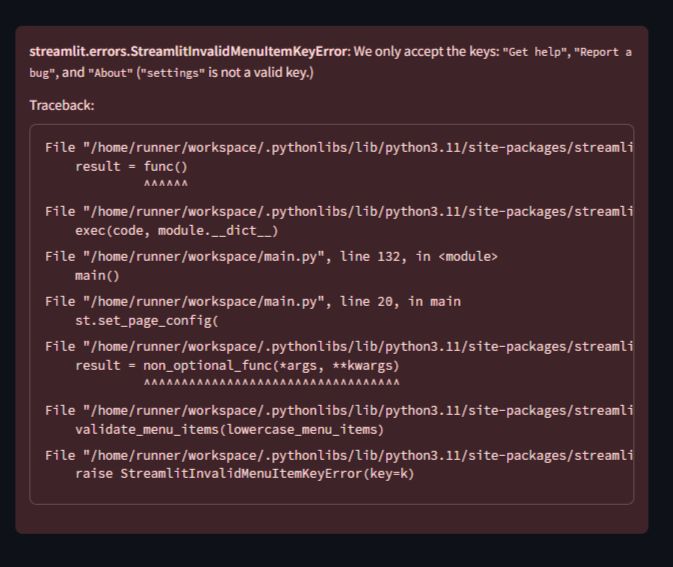 streamlit.errors.StreamlitInvalidMenuItemKeyError: We only accept the keys: "Get help", "Report a
bug", and "About" ("settings" is not a valid key.)
Traceback:
File "/home/runner/workspace/.pythonlibs/lib/python3.11/site-packages/streamli
result = func()
^^^^^^
File "/home/runner/workspace/.pythonlibs/lib/python3.11/site-packages/streamli
exec(code, module.__dict__)
File "/home/runner/workspace/main.py", line 132, in <module>
main()
File "/home/runner/workspace/main.py", line 20, in main
st.set_page_config(
File "/home/runner/workspace/.pythonlibs/lib/python3.11/site-packages/streamli
result = non_optional_func(*args, **kwargs)
^^^^^^^^^^^^^^^^^^^^^^^^^^^^^^^^^^
File "/home/runner/workspace/.pythonlibs/lib/python3.11/site-packages/streamli
validate_menu_items(lowercase_menu_items)
File "/home/runner/workspace/.pythonlibs/lib/python3.11/site-packages/streamli
raise StreamlitInvalidMenuItemKeyError(key=k)